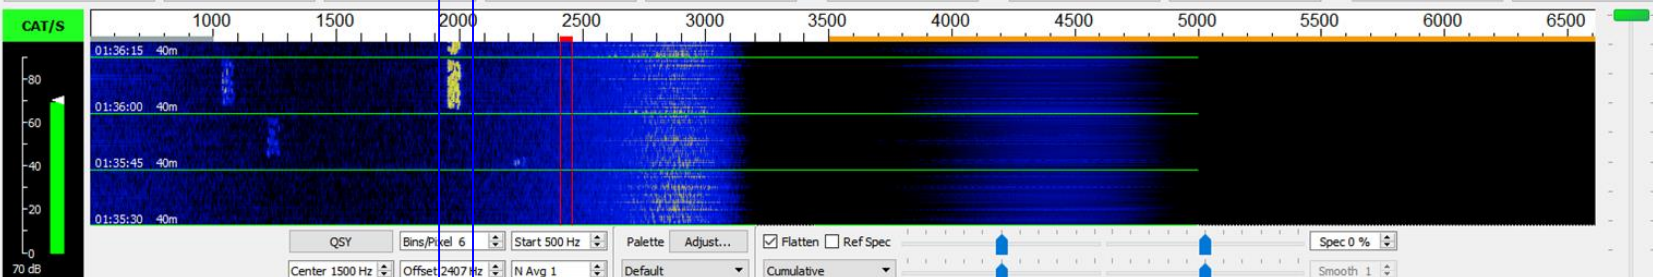 CAT/S 1000 1500 2000 2500 3000 3500 4000 4500 5000 5500 6000 6500
01:36:15 40m
80
01:36:00 40m
60
01:35:45 40m
40
20
01:35:30 40m
0
QSY Bins/Pixel 6 Start 500 Hz Palette Adjust... Flatten Ref Spec Spec 0 %
70 dB Center 1500 Hz Offset 2407 Hz N Avg 1 Default Cumulative Smooth 1